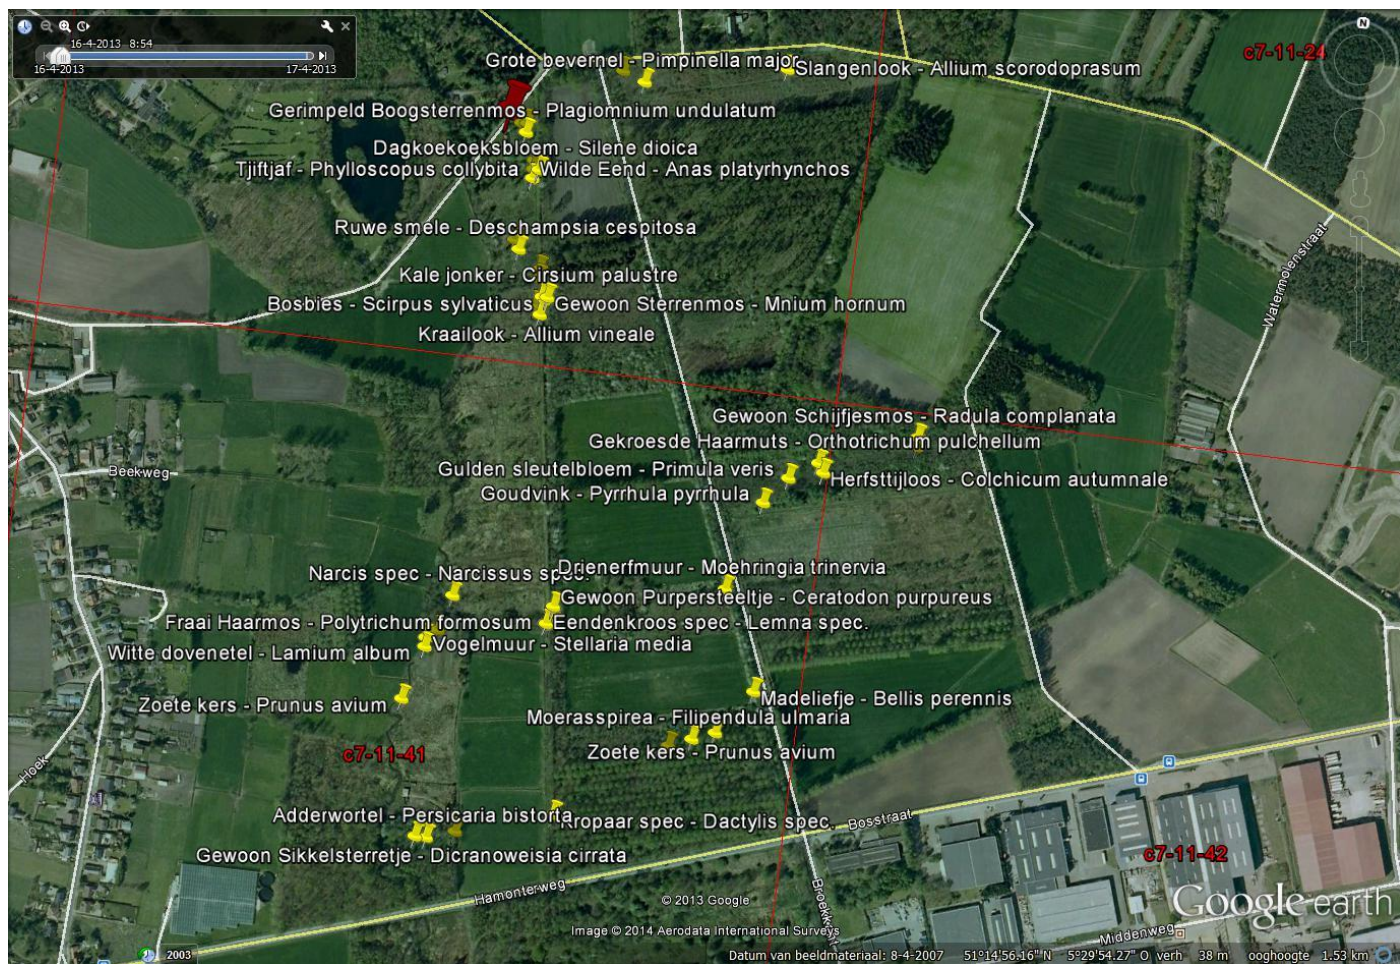 16-4-2013 8:54
16-4-2013
17-4-2013
N
c7-11-24
Grote bevernel - Pimpinella major
Slangenlook - Allium scorodoprasum
Gerimpeld Boogsterrenmos - Plagiomnium undulatum
Dagkoekoeksbloem - Silene dioica
Tjiftjaf - Phylloscopus collybita
Wilde Eend - Anas platyrhynchos
Ruwe smele - Deschampsia cespitosa
Watermolenstraat
Kale jonker - Cirsium palustre
Bosbies - Scirpus sylvaticus
Gewoon Sterrenmos - Mnium hornum
Kraailook - Allium vineale
Gewoon Schijfjesmos - Radula complanata
Gekroesde Haarmuts - Orthotrichum pulchellum
Beekweg
Gulden sleutelbloem - Primula veris
Herfsttijloos - Colchicum autumnale
Goudvink - Pyrrhula pyrrhula
Narcis spec - Narcissus spec.
Drienerfmuur - Moehringia trinervia
Gewoon Purpersteeltje - Ceratodon purpureus
Fraai Haarmos - Polytrichum formosum
Eendenkroos spec - Lemna spec.
Vogelmuur - Stellaria media
Witte dovenetel - Lamium album
Zoete kers - Prunus avium
Madeliefje - Bellis perennis
Moerasspirea - Filipendula ulmaria
Zoete kers - Prunus avium
c7-11-41
Hoek
Adderwortel - Persicaria bistorta
Kropaar spec - Dactylis spec.
Bosstraat
Gewoon Sikkelsterretje - Dicranoweisia cirrata
c7-11-42
Hamonterweg
© 2013 Google
Google earth
Image © 2014 Aerodata International Surveys
Middenweg
2003
Datum van beeldmateriaal: 8-4-2007 51°14'56.16" N 5°29'54.27" O verh 38 m ooghoogte 1.53 km